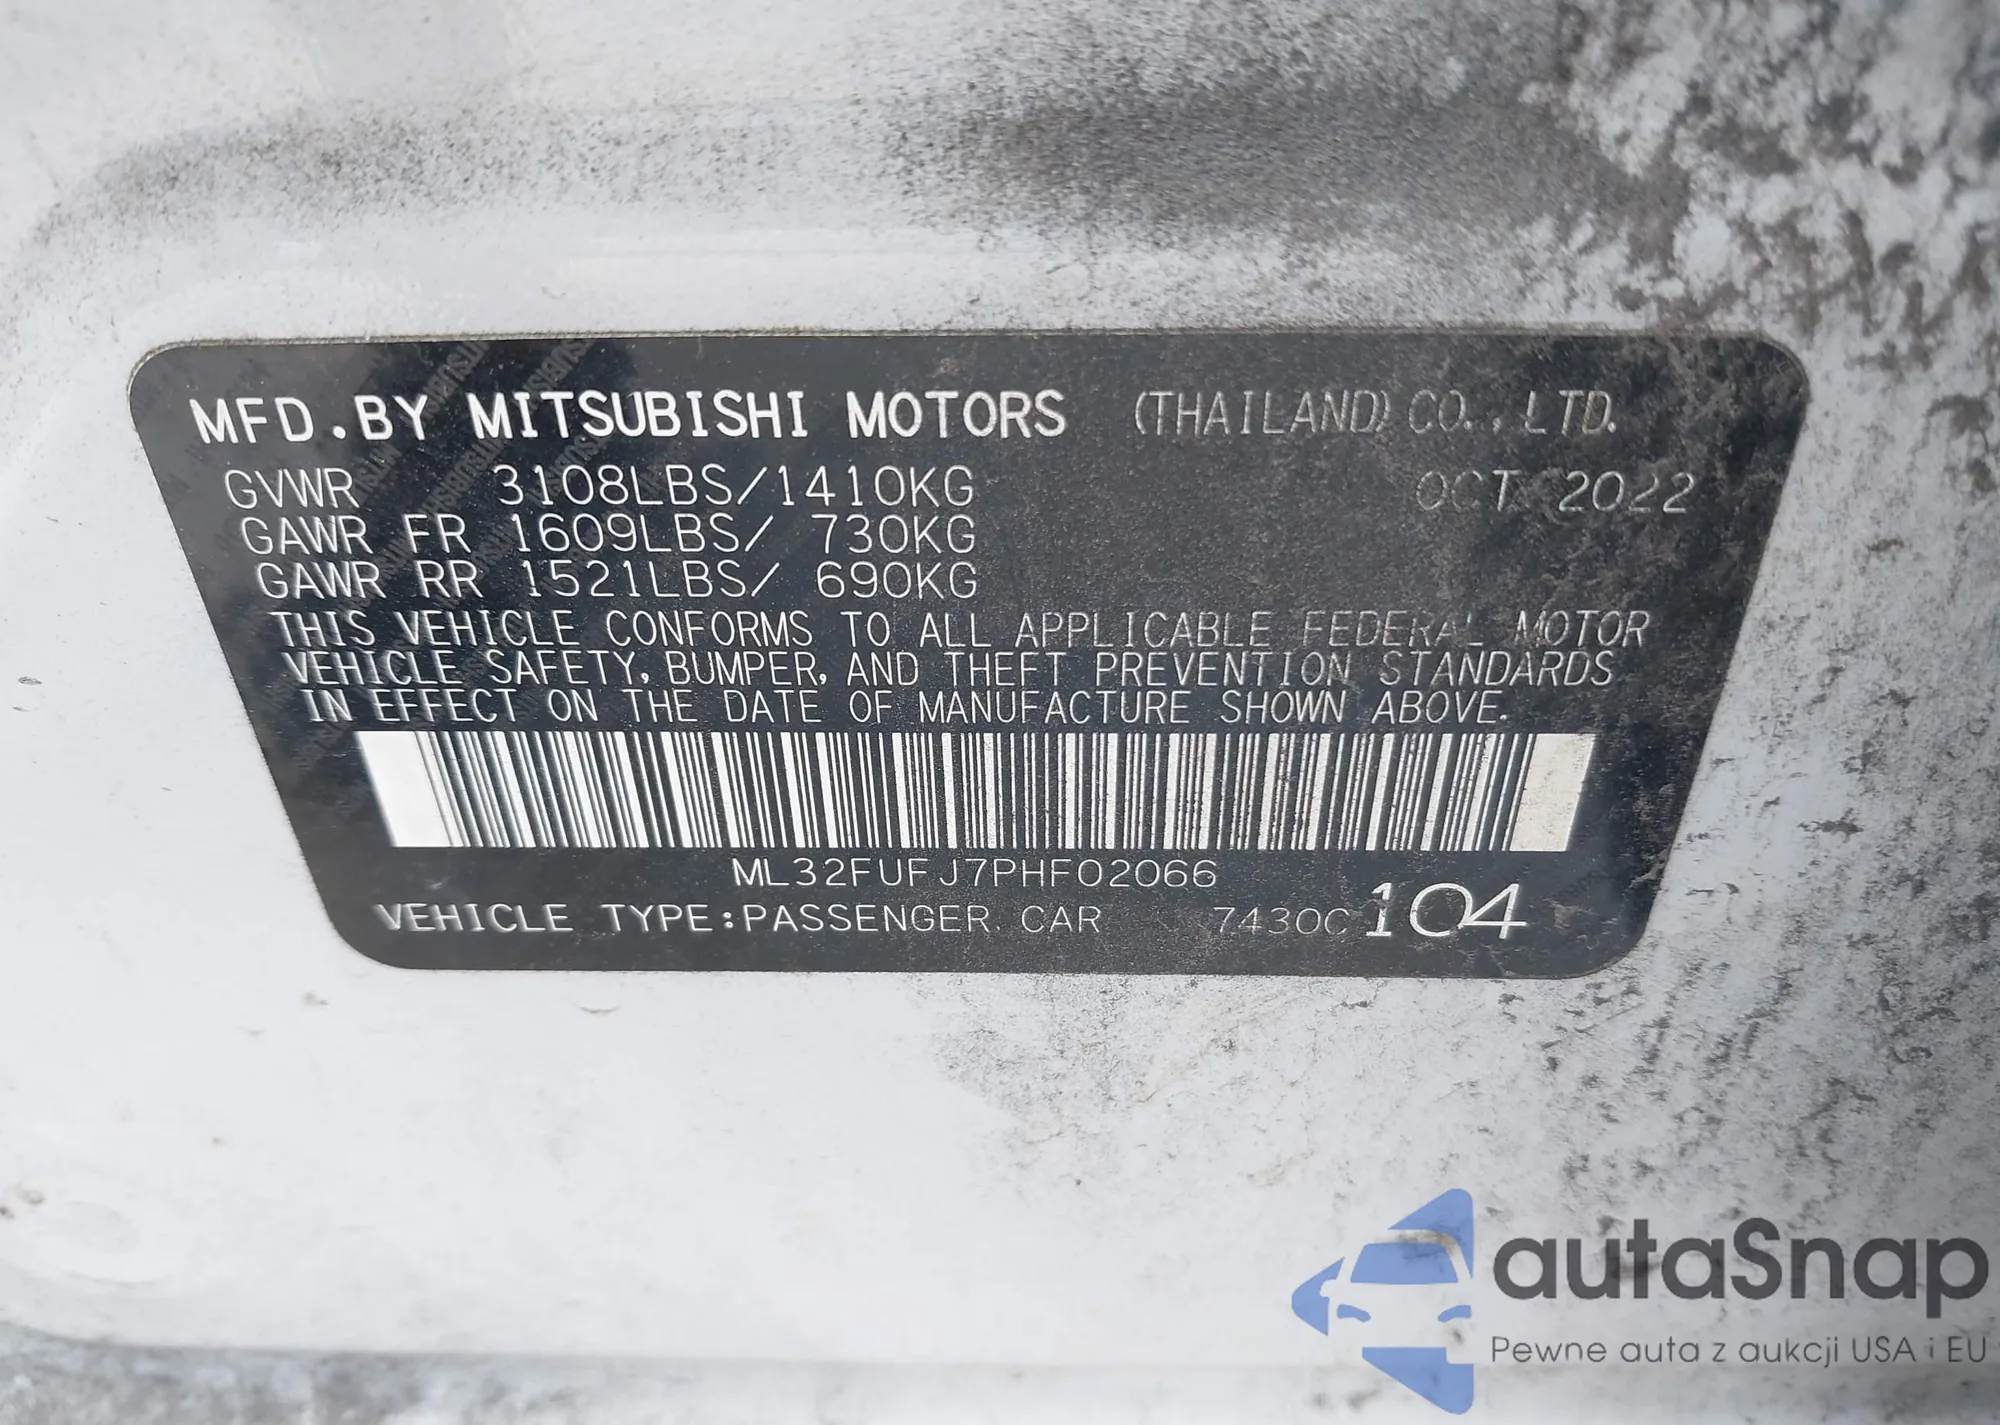 MFD.BY MITSUBISHI MOTORS (THAILAND) CO.,LTD.
GVWR 3108LBS/1410KG OCT 2022
GAWR FR 1609LBS/ 730KG
GAWR RR 1521LBS/ 690KG
THIS VEHICLE CONFORMS TO ALL APPLICABLE FEDERAL MOTOR
VEHICLE SAFETY, BUMPER, AND THEFT PREVENTION STANDARDS
IN EFFECT ON THE DATE OF MANUFACTURE SHOWN ABOVE.
ML32FUFJ7PHF02066
VEHICLE TYPE:PASSENGER CAR 7430C 104
autaSnap
Pewne auta z aukcji USA i EU